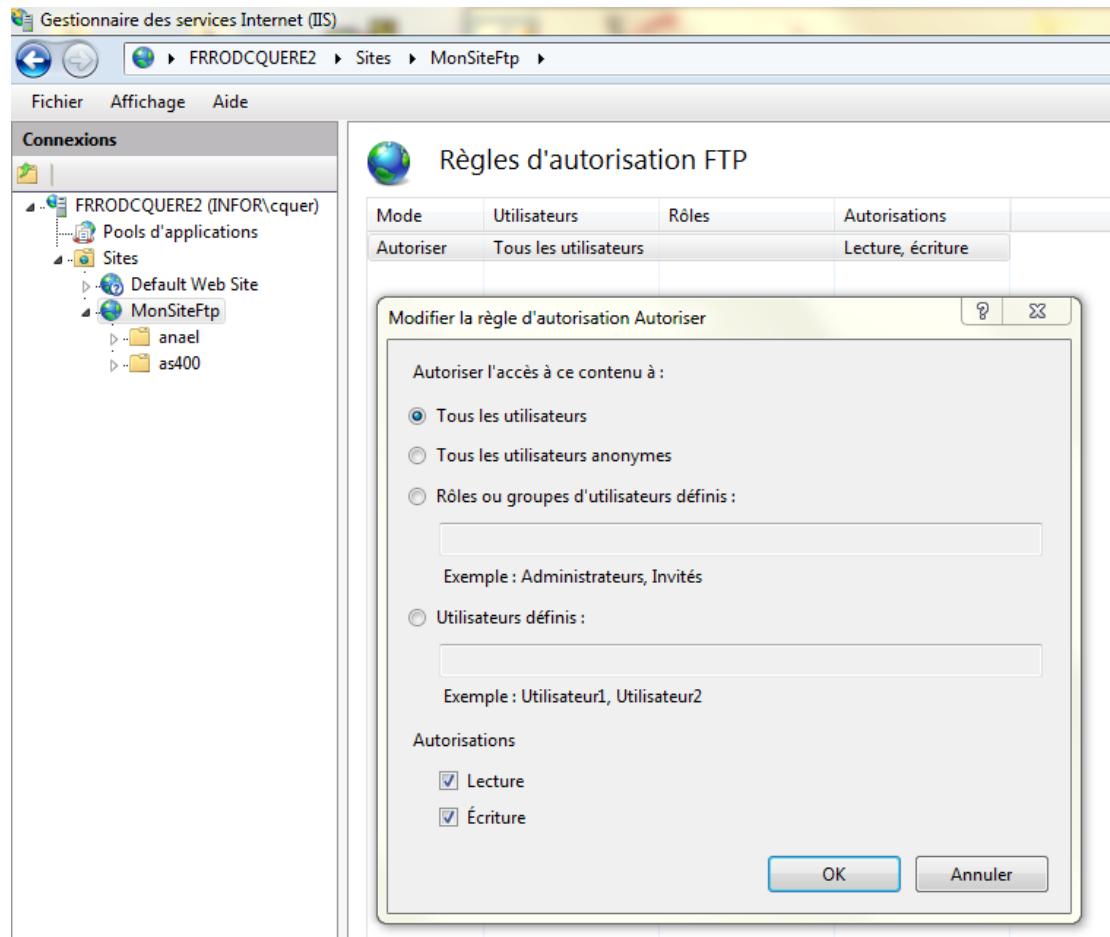 Gestionnaire des services Internet (IIS)
FRRODCQUERE2 Sites MonSiteFtp
Fichier Affichage Aide
Connexions
FRRODCQUERE2 (INFOR\cquer)
Pools d'applications
Sites
Default Web Site
MonSiteFtp
anael
as400
Règles d'autorisation FTP
Mode Utilisateurs Rôles Autorisations
Autoriser Tous les utilisateurs Lecture, écriture
Modifier la règle d'autorisation Autoriser
Autoriser l'accès à ce contenu à :
Tous les utilisateurs
Tous les utilisateurs anonymes
Rôles ou groupes d'utilisateurs définis :
Exemple : Administrateurs, Invités
Utilisateurs définis :
Exemple : Utilisateur1, Utilisateur2
Autorisations
Lecture
Écriture
OK Annuler